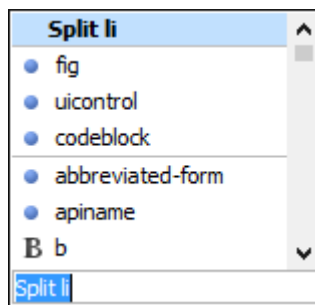 Split li
fig
uicontrol
codeblock
abbreviated-form
apiname
B b
Split li